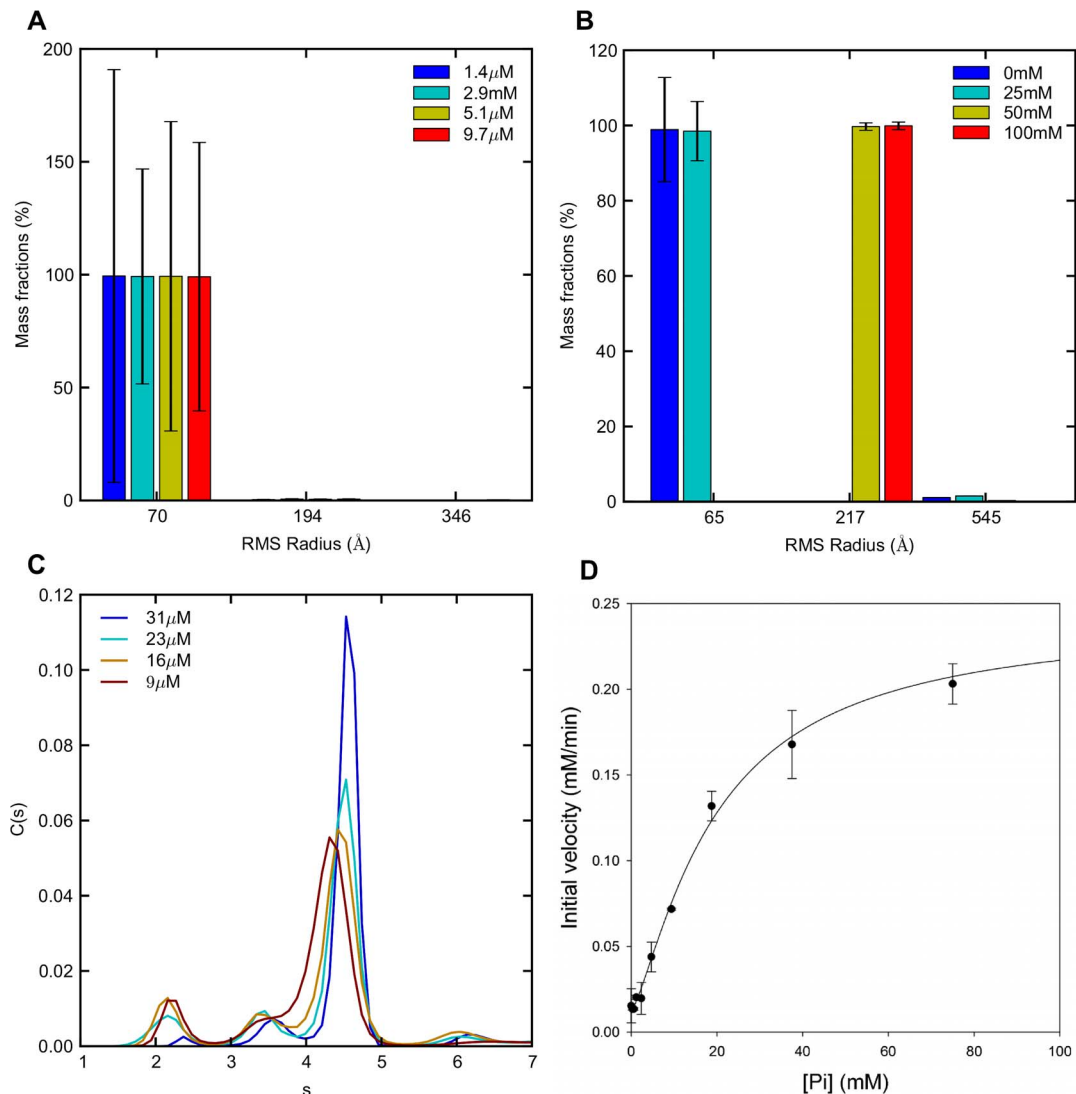 A
200
150
100
50
0
Mass fractions (%)
1.4μM
2.9mM
5.1μM
9.7μM
70 194 346
RMS Radius (Å)
B
120
100
80
60
40
20
0
Mass fractions (%)
0mM
25mM
50mM
100mM
65 217 545
RMS Radius (Å)
C
0.12
0.10
0.08
0.06
0.04
0.02
0.00
C(s)
31μM
23μM
16μM
9μM
1 2 3 4 5 6 7
s
D
0.25
0.20
0.15
0.10
0.05
0.00
Initial velocity (mM/min)
0 20 40 60 80 100
[Pi] (mM)